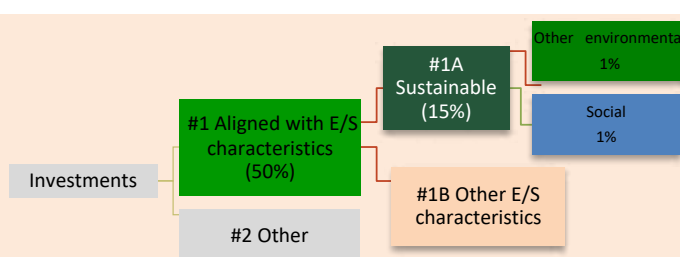 Investments
#1 Aligned with E/S
characteristics
(50%)
#2 Other
#1A
Sustainable
(15%)
#1B Other E/S
characteristics
Other environmenta
1%
Social
1%